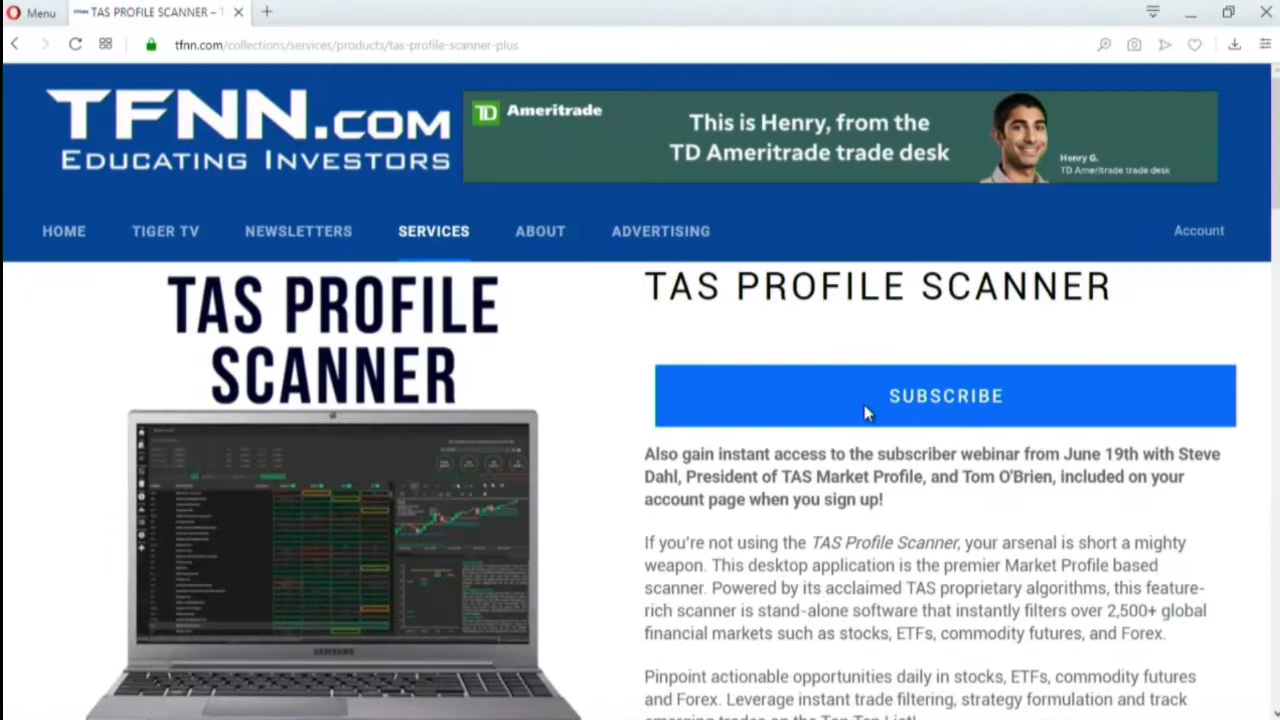 Menu
TAS PROFILE SCANNER –
tfnn.com/collections/services/products/tas-profile-scanner-plus
TFNN.COM
EDUCATING INVESTORS
TD Ameritrade
This is Henry, from the
TD Ameritrade trade desk
Henry G.
TD Ameritrade trade desk
HOME
TIGER TV
NEWSLETTERS
SERVICES
ABOUT
ADVERTISING
Account
TAS PROFILE
SCANNER
SAMSUNG
TAS PROFILE SCANNER
SUBSCRIBE
Also gain instant access to the subscriber webinar from June 19th with Steve
Dahl, President of TAS Market Profile, and Tom O'Brien, included on your
account page when you sign up!
If you're not using the TAS Profile Scanner, your arsenal is short a mighty
weapon. This desktop application is the premier Market Profile based
scanner. Powered by its acclaimed TAS proprietary algorithms, this feature-
rich scanner is stand-alone software that instantly filters over 2,500+ global
financial markets such as stocks, ETFs, commodity futures, and Forex.
Pinpoint actionable opportunities daily in stocks, ETFs, commodity futures
and Forex. Leverage instant trade filtering, strategy formulation and track
emerging trades on the Top Ten List!